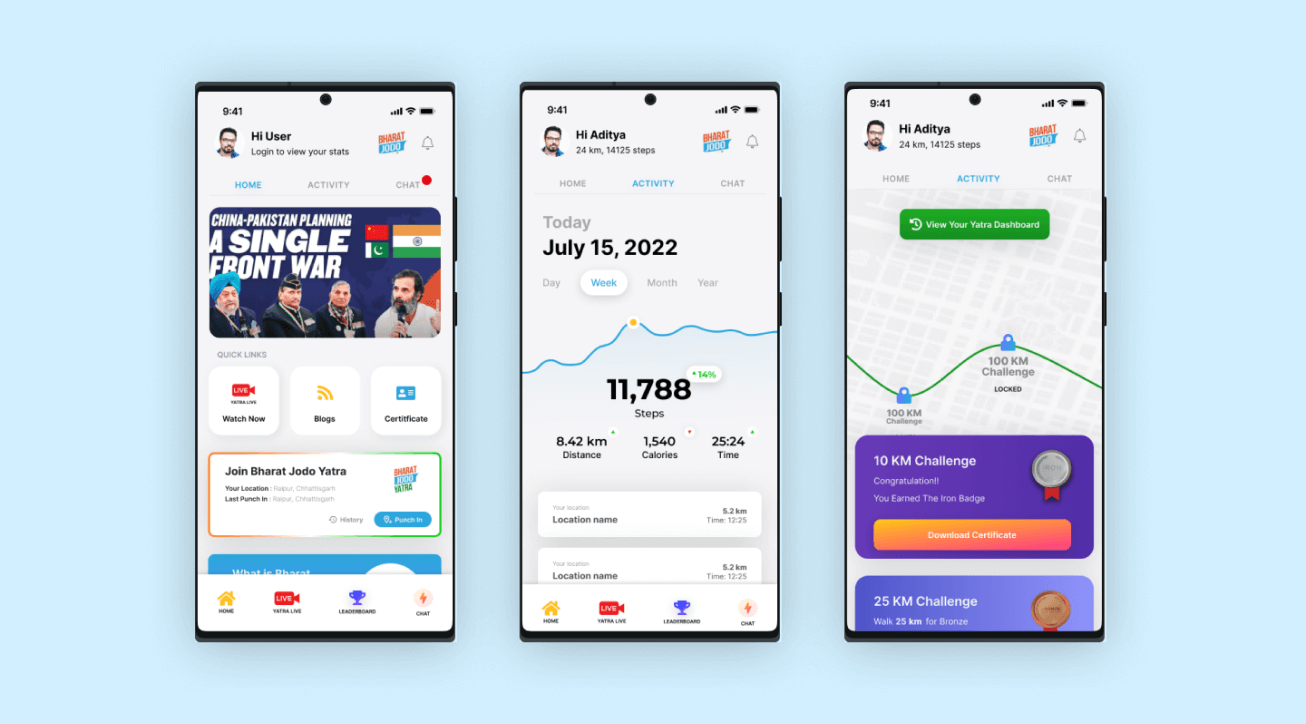 9:41
Hi User
Login to view your stats
BHARAT
JODO
HOME
ACTIVITY
CHAT
CHINA-PAKISTAN PLANNING
A SINGLE
FRONT WAR
QUICK LINKS
LIVE
YATRA LIVE
Watch Now
Blogs
Certitficate
Join Bharat Jodo Yatra
Your Location : Raipur, Chhattisgarh
Last Punch In : Raipur, Chhattisgarh
BHARAT
JODO
YATRA
History
Punch In
What is Bharat
HOME
LIVE
YATRA LIVE
LEADERBOARD
CHAT
9:41
Hi Aditya
24 km, 14125 steps
BHARAT
JODO
HOME
ACTIVITY
CHAT
Today
July 15, 2022
Day
Week
Month
Year
14%
11,788
Steps
8.42 km
Distance
1,540
Calories
25:24
Time
Your location
Location name
5.2 km
Time: 12:25
Your location
Location name
5.2 km
Time: 12:25
HOME
LIVE
YATRA LIVE
LEADERBOARD
CHAT
9:41
Hi Aditya
24 km, 14125 steps
BHARAT
JODO
HOME
ACTIVITY
CHAT
View Your Yatra Dashboard
100 KM
Challenge
LOCKED
100 KM
Challenge
10 KM Challenge
Congratulation!!
You Earned The Iron Badge
IRON
Download Certificate
25 KM Challenge
Walk 25 km for Bronze